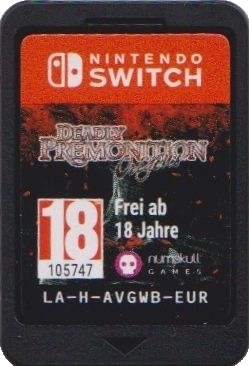 NINTENDO
SWITCH
DEADLY
PREMONITION
Origins
18
105747
Frei ab
18 Jahre
numskull
GAMES
LA-H-AVGWB-EUR